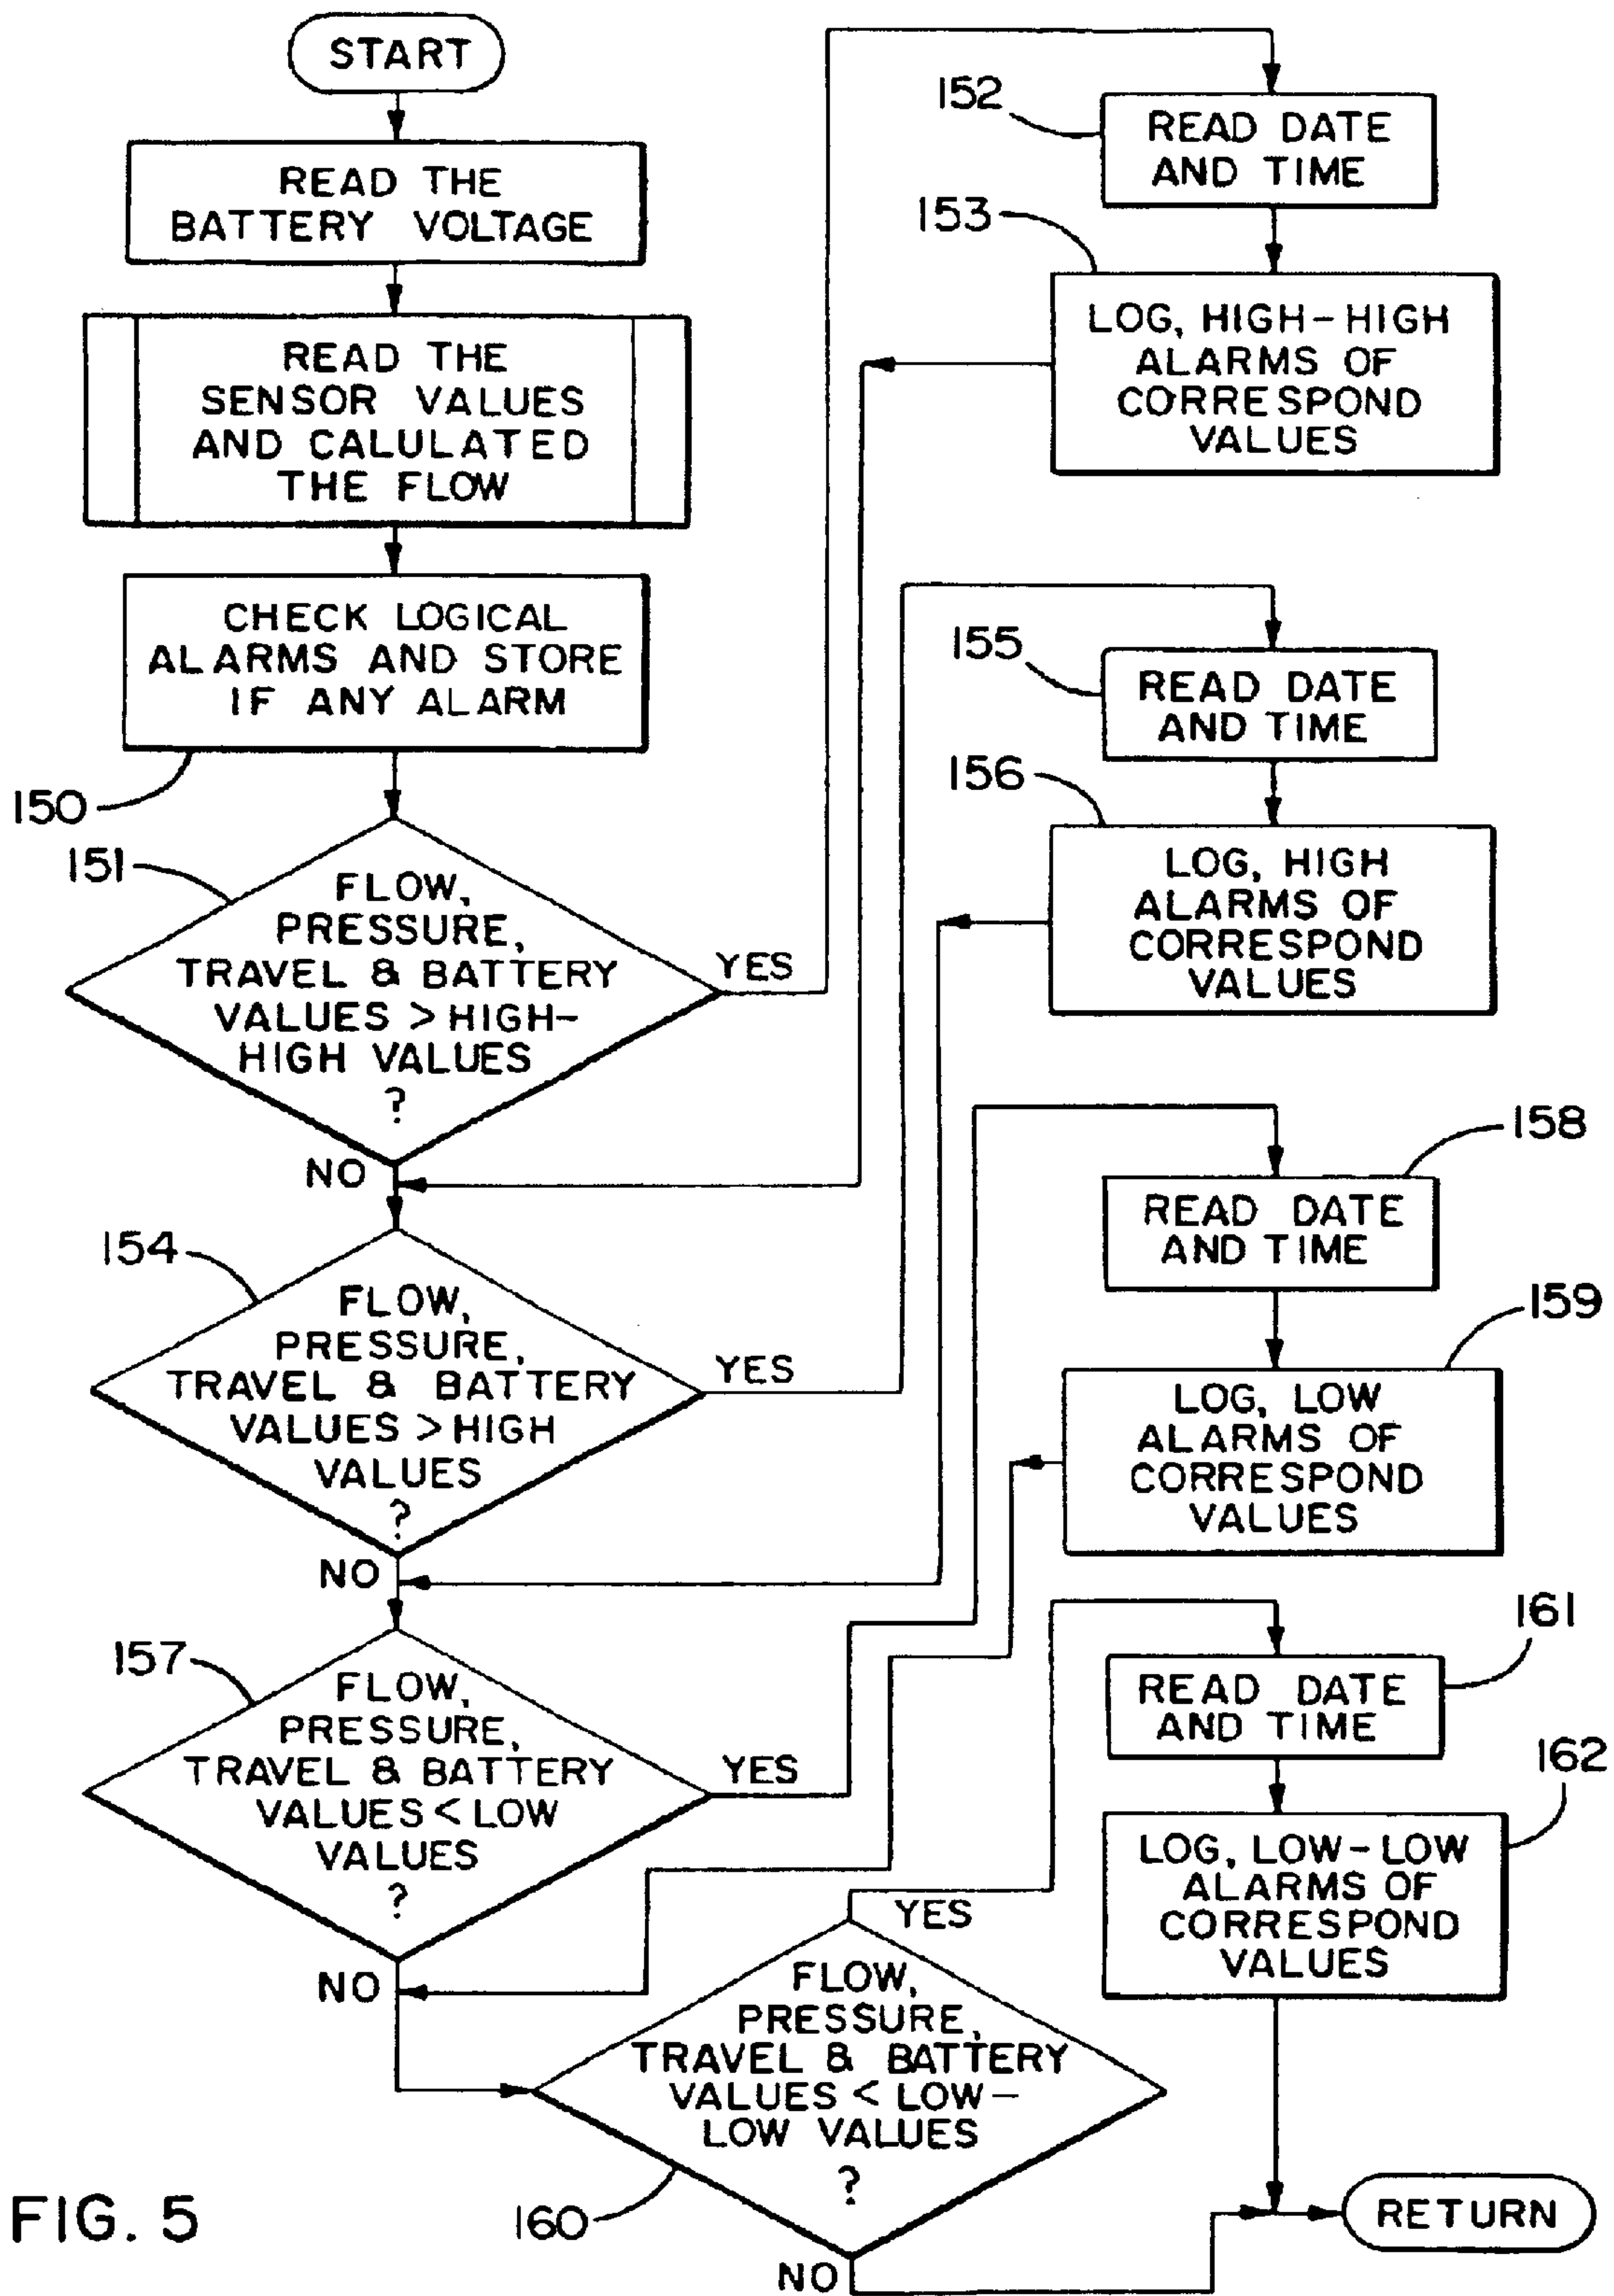 START
READ THE
BATTERY VOLTAGE
READ THE
SENSOR VALUES
AND CALULATED
THE FLOW
CHECK LOGICAL
ALARMS AND STORE
IF ANY ALARM
150
151
FLOW,
PRESSURE,
TRAVEL & BATTERY
VALUES > HIGH-
HIGH VALUES
?
YES
NO
152
READ DATE
AND TIME
153
LOG, HIGH-HIGH
ALARMS OF
CORRESPOND
VALUES
154
FLOW,
PRESSURE,
TRAVEL & BATTERY
VALUES > HIGH
VALUES
?
YES
NO
155
READ DATE
AND TIME
156
LOG, HIGH
ALARMS OF
CORRESPOND
VALUES
157
FLOW,
PRESSURE,
TRAVEL & BATTERY
VALUES < LOW
VALUES
?
YES
NO
158
READ DATE
AND TIME
159
LOG, LOW
ALARMS OF
CORRESPOND
VALUES
160
FLOW,
PRESSURE,
TRAVEL & BATTERY
VALUES < LOW-
LOW VALUES
?
YES
NO
161
READ DATE
AND TIME
162
LOG, LOW-LOW
ALARMS OF
CORRESPOND
VALUES
RETURN
FIG. 5